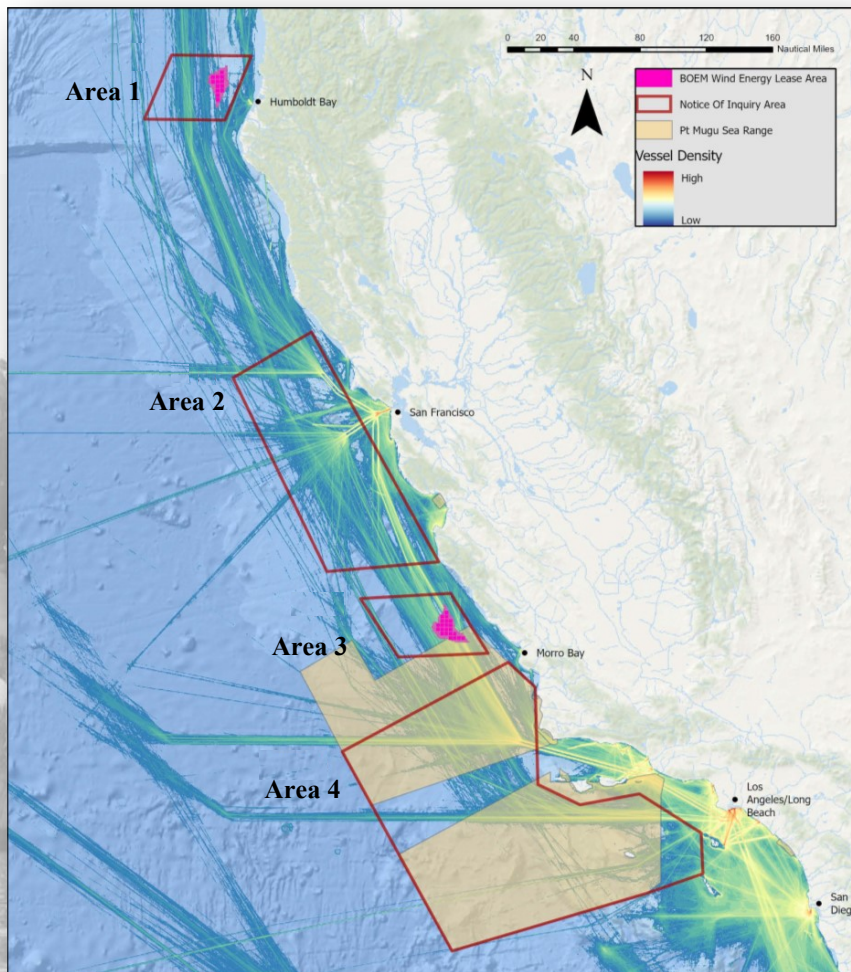 0 20 40 80 120 160
Nautical Miles
N
BOEM Wind Energy Lease Area
Notice Of Inquiry Area
Pt Mugu Sea Range
Vessel Density
High
Low
Area 1
Humboldt Bay
Area 2
San Francisco
Area 3
Morro Bay
Area 4
Los
Angeles/Long
Beach
San
Dieg